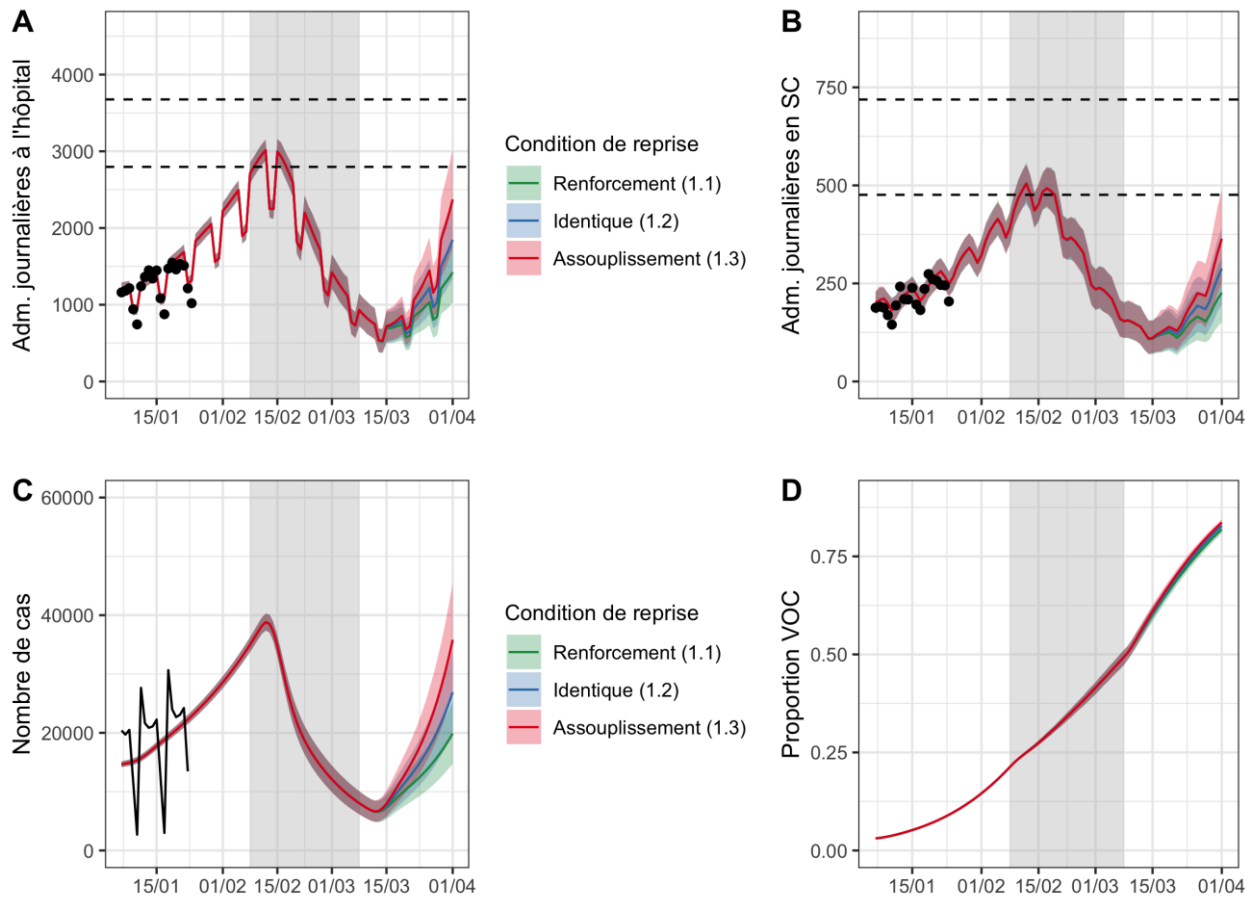 A
Adm. journalières à l'hôpital
4000
3000
2000
1000
0
15/01 01/02 15/02 01/03 15/03 01/04
Condition de reprise
Renforcement (1.1)
Identique (1.2)
Assouplissement (1.3)
B
Adm. journalières en SC
750
500
250
0
15/01 01/02 15/02 01/03 15/03 01/04
C
Nombre de cas
60000
40000
20000
0
15/01 01/02 15/02 01/03 15/03 01/04
Condition de reprise
Renforcement (1.1)
Identique (1.2)
Assouplissement (1.3)
D
Proportion VOC
0.75
0.50
0.25
0.00
15/01 01/02 15/02 01/03 15/03 01/04